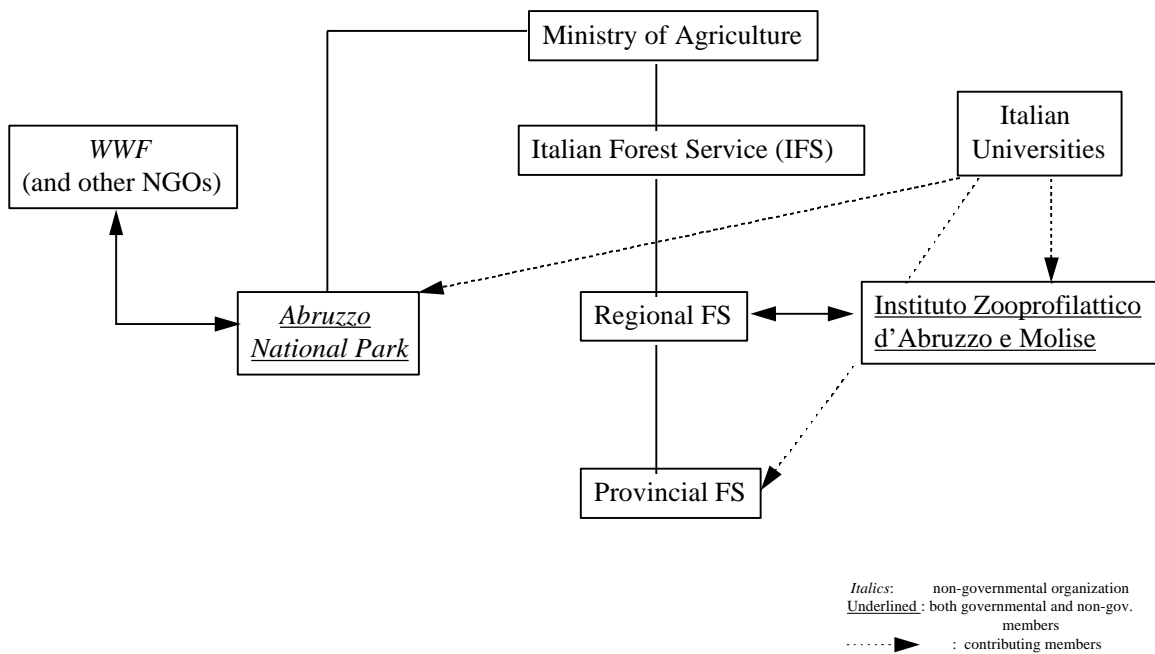 Ministry of Agriculture
WWF
(and other NGOs)
Italian Forest Service (IFS)
Italian
Universities
Abruzzo
National Park
Regional FS
Instituto Zooprofilattico
d'Abruzzo e Molise
Provincial FS
Italics: non-governmental organization
Underlined : both governmental and non-gov.
members
: contributing members